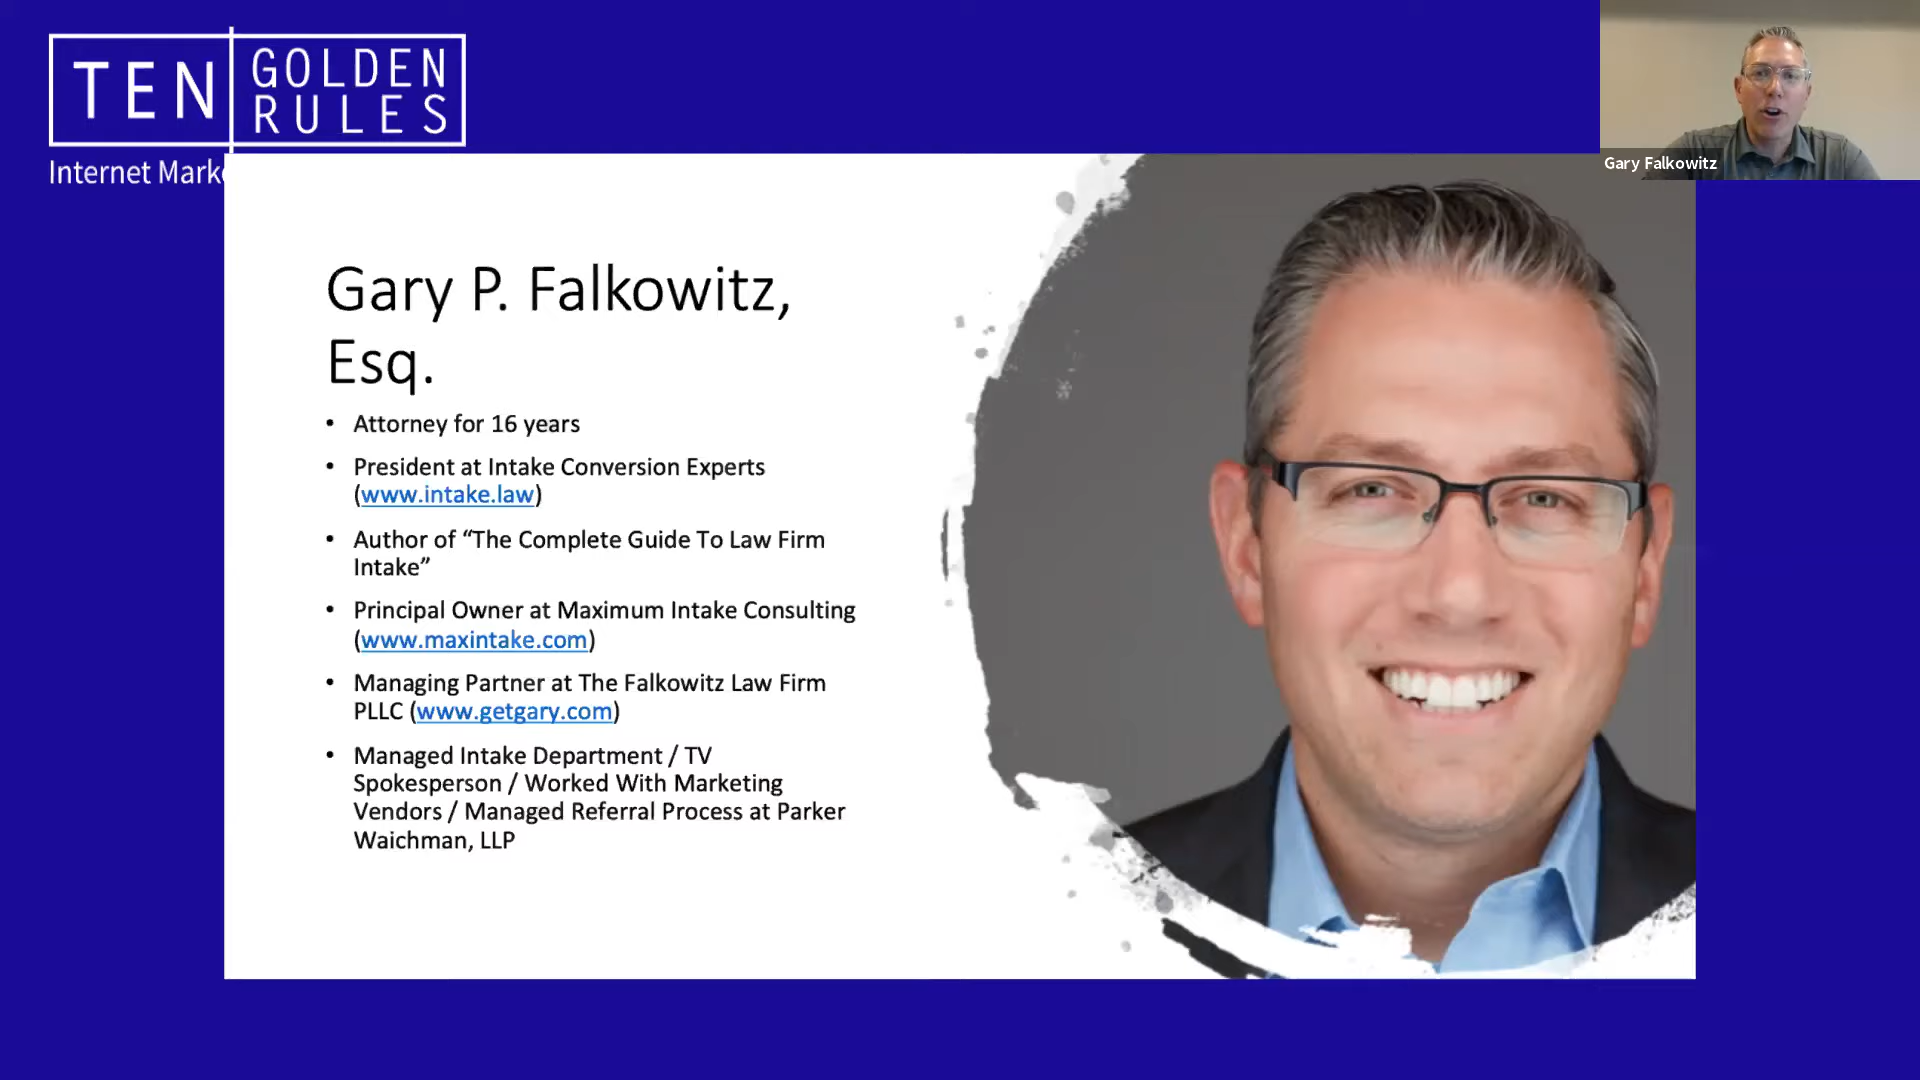 TEN GOLDEN RULES
Internet Mark
Gary Falkowitz
Gary P. Falkowitz,
Esq.
• Attorney for 16 years
• President at Intake Conversion Experts
(www.intake.law)
• Author of “The Complete Guide To Law Firm
Intake”
• Principal Owner at Maximum Intake Consulting
(www.maxintake.com)
• Managing Partner at The Falkowitz Law Firm
PLLC (www.getgary.com)
• Managed Intake Department / TV
Spokesperson / Worked With Marketing
Vendors / Managed Referral Process at Parker
Waichman, LLP